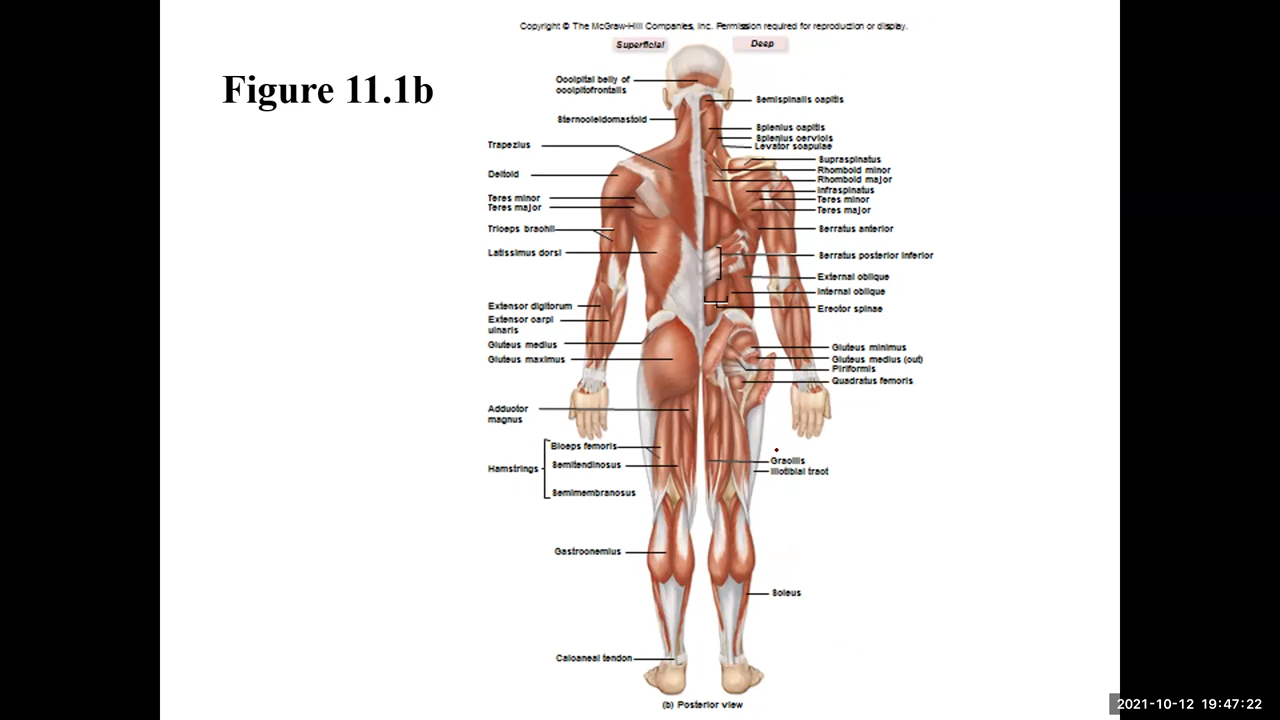 Copyright © The McGraw-Hill Companies, Inc. Permission required for reproduction or display.
Superficial
Deep
Figure 11.1b
Occipital belly of
occipitofrontalis
Sternocleidomastoid
Trapezius
Deltoid
Teres minor
Teres major
Triceps brachii
Latissimus dorsi
Extensor digitorum
Extensor carpi
ulnaris
Gluteus medius
Gluteus maximus
Adductor
magnus
Hamstrings
Biceps femoris
Semitendinosus
Semimembranosus
Gastrocnemius
Calcaneal tendon
Semispinalis capitis
Splenius capitis
Splenius cervicis
Levator scapulae
Supraspinatus
Rhomboid minor
Rhomboid major
Infraspinatus
Teres minor
Teres major
Serratus anterior
Serratus posterior inferior
External oblique
Internal oblique
Erector spinae
Gluteus minimus
Gluteus medius (cut)
Piriformis
Quadratus femoris
Gracilis
Iliotibial tract
Soleus
(b) Posterior view
2021-10-12 19:47:22